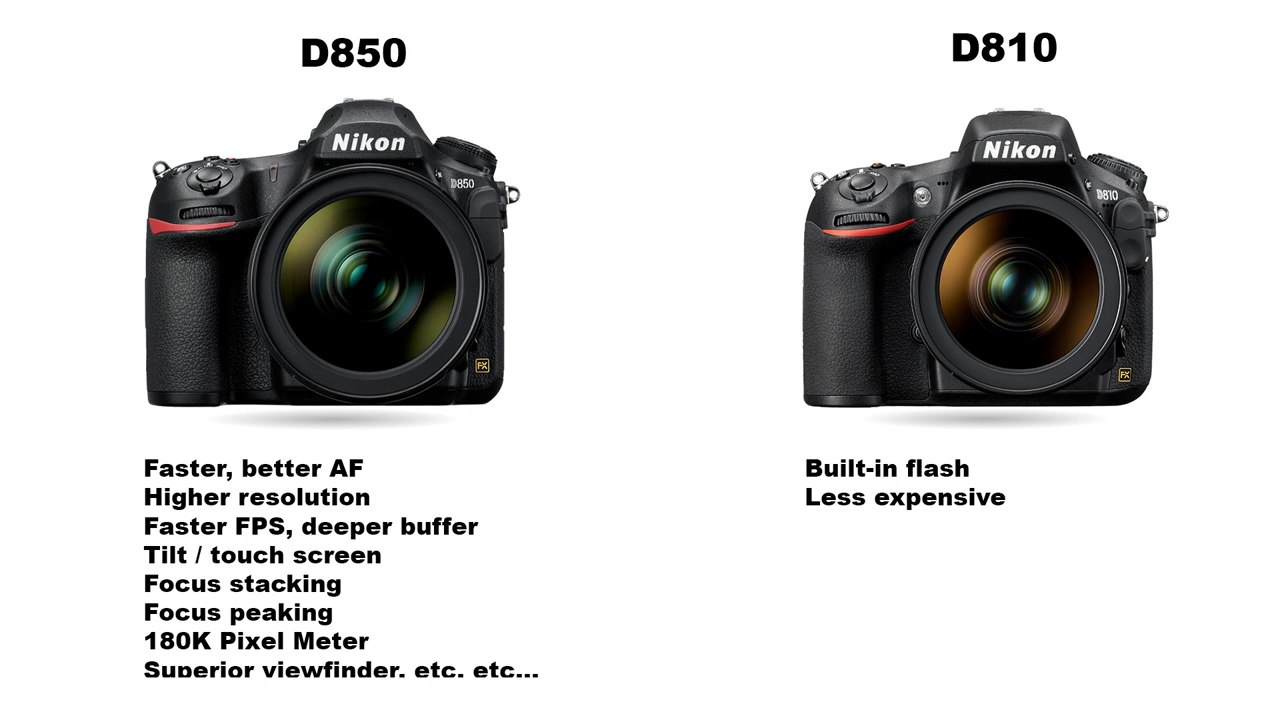 D850
D810
Nikon
D850
FX
Nikon
D810
FX
Faster, better AF
Higher resolution
Faster FPS, deeper buffer
Tilt / touch screen
Focus stacking
Focus peaking
180K Pixel Meter
Superior viewfinder, etc, etc...
Built-in flash
Less expensive